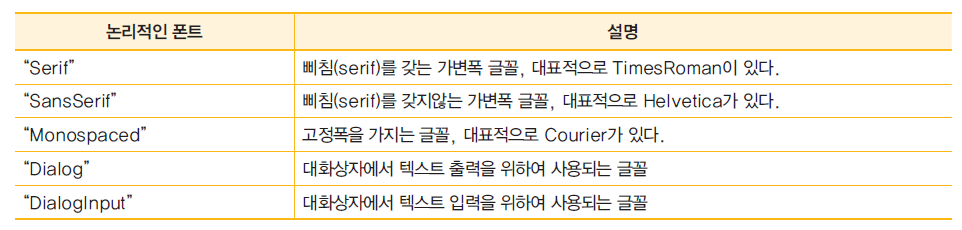 논리적인 폰트 설명
“Serif” 삐침(serif)를 갖는 가변폭 글꼴, 대표적으로 TimesRoman이 있다.
“SansSerif” 삐침(serif)를 갖지않는 가변폭 글꼴, 대표적으로 Helvetica가 있다.
“Monospaced” 고정폭을 가지는 글꼴, 대표적으로 Courier가 있다.
“Dialog” 대화상자에서 텍스트 출력을 위하여 사용되는 글꼴
“DialogInput” 대화상자에서 텍스트 입력을 위하여 사용되는 글꼴